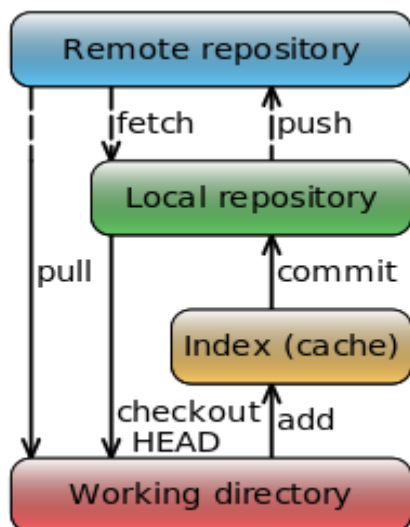 Remote repository
fetch
push
Local repository
pull
commit
Index (cache)
checkout
HEAD
add
Working directory